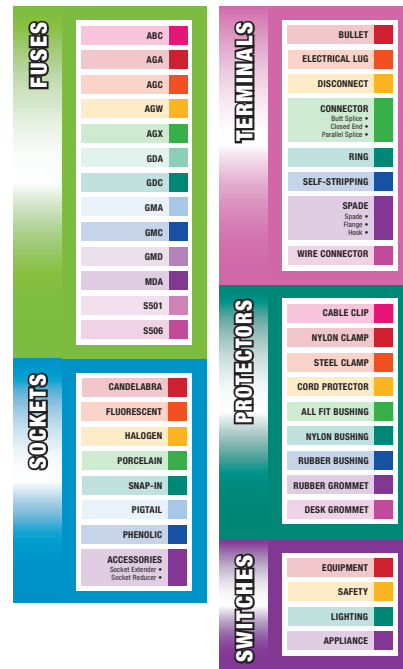 FUSES
ABC
AGA
AGC
AGW
AGX
GDA
GDC
GMA
GMC
GMD
MDA
S501
S506
SOCKETS
CANDELABRA
FLUORESCENT
HALOGEN
PORCELAIN
SNAP-IN
PIGTAIL
PHENOLIC
ACCESSORIES
Socket Extender •
Socket Reducer •
TERMINALS
BULLET
ELECTRICAL LUG
DISCONNECT
CONNECTOR
Butt Splice •
Closed End •
Parallel Splice •
RING
SELF-STRIPPING
SPADE
Spade •
Flange •
Hook •
WIRE CONNECTOR
PROTECTORS
CABLE CLIP
NYLON CLAMP
STEEL CLAMP
CORD PROTECTOR
ALL FIT BUSHING
NYLON BUSHING
RUBBER BUSHING
RUBBER GROMMET
DESK GROMMET
SWITCHES
EQUIPMENT
SAFETY
LIGHTING
APPLIANCE